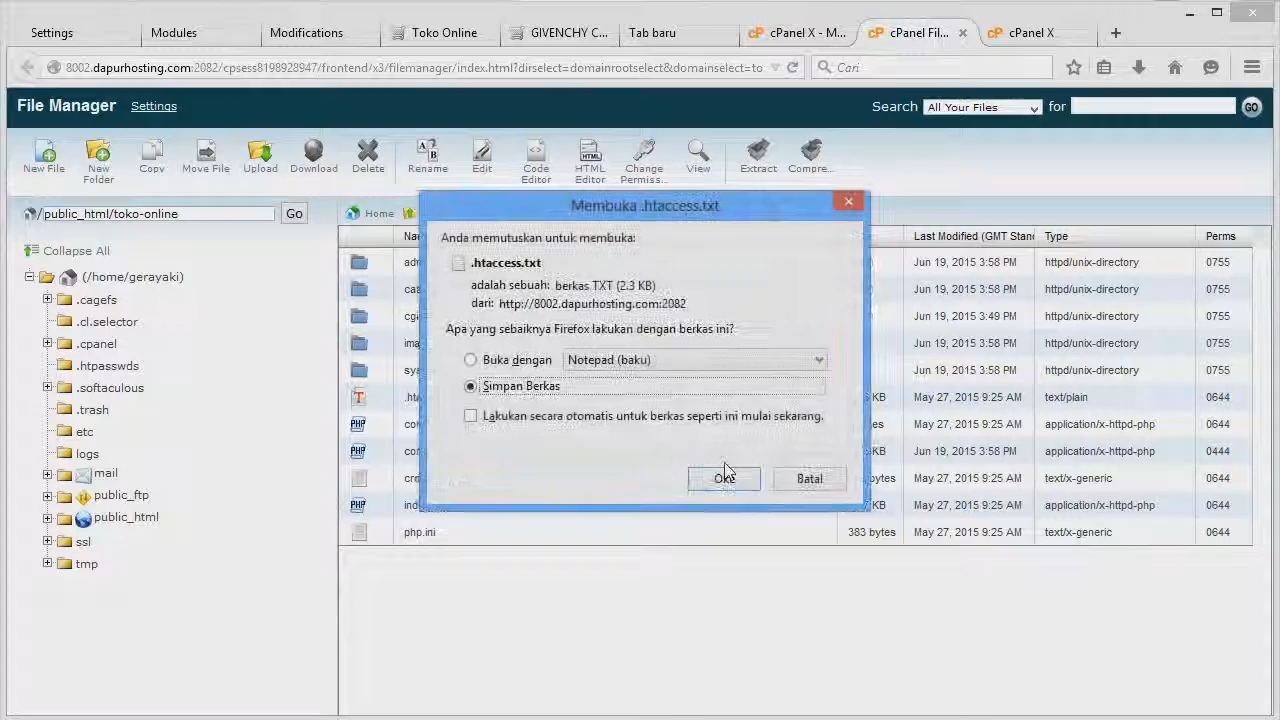 Settings
Modules
Modifications
Toko Online
GIVENCHY C...
Tab baru
cP cPanel X - M...
cP cPanel Fil...
cP cPanel X
8002.dapurhosting.com:2082/cpsess8198928947/frontend/x3/filemanager/index.html?dirselect=domainrootselect&domainselect=to
Cari
File Manager
Settings
Search
All Your Files
for
GO
New File
New Folder
Copy
Move File
Upload
Download
Delete
Rename
Edit
Code Editor
HTML Editor
Change Permiss...
View
Extract
Compre...
/public_html/toko-online
Go
Home
Collapse All
(/home/gerayaki)
.cagefs
.cl.selector
.cpanel
.htpasswds
.softaculous
.trash
etc
logs
mail
public_ftp
public_html
ssl
tmp
Last Modified (GMT Stand
Type
Perms
Jun 19, 2015 3:58 PM httpd/unix-directory 0755
Jun 19, 2015 3:58 PM httpd/unix-directory 0755
Jun 19, 2015 3:49 PM httpd/unix-directory 0755
Jun 19, 2015 3:58 PM httpd/unix-directory 0755
Jun 19, 2015 3:58 PM httpd/unix-directory 0755
KB May 27, 2015 9:25 AM text/plain 0644
May 27, 2015 9:25 AM application/x-httpd-php 0644
KB Jun 19, 2015 3:58 PM application/x-httpd-php 0444
May 27, 2015 9:25 AM text/x-generic 0644
KB May 27, 2015 9:25 AM application/x-httpd-php 0644
php.ini 383 bytes May 27, 2015 9:25 AM text/x-generic 0644
Membuka .htaccess.txt
Anda memutuskan untuk membuka:
.htaccess.txt
adalah sebuah: berkas TXT (2.3 KB)
dari: http://8002.dapurhosting.com:2082
Apa yang sebaiknya Firefox lakukan dengan berkas ini?
Buka dengan
Notepad (baku)
Simpan Berkas
Lakukan secara otomatis untuk berkas seperti ini mulai sekarang.
Batal